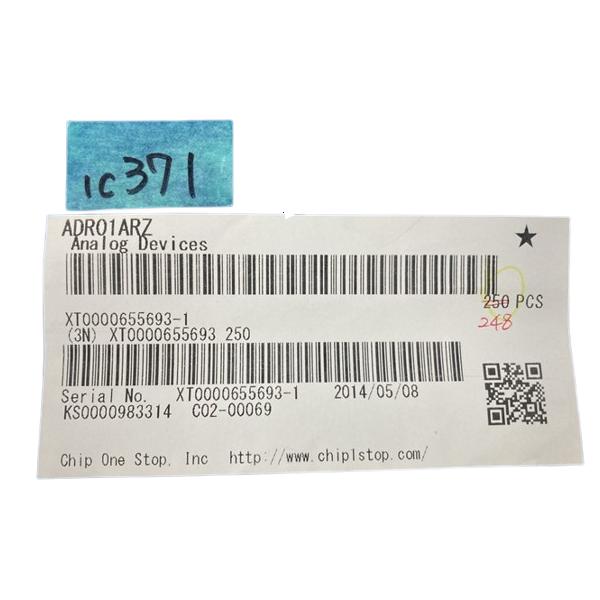 ic371
ADR01ARZ
Analog Devices
★
250 PCS
248
XT0000655693-1
(3N) XT0000655693 250
Serial No. XT0000655693-1 2014/05/08
KS0000983314 C02-00069
Chip One Stop, Inc http://www.chip1stop.com/